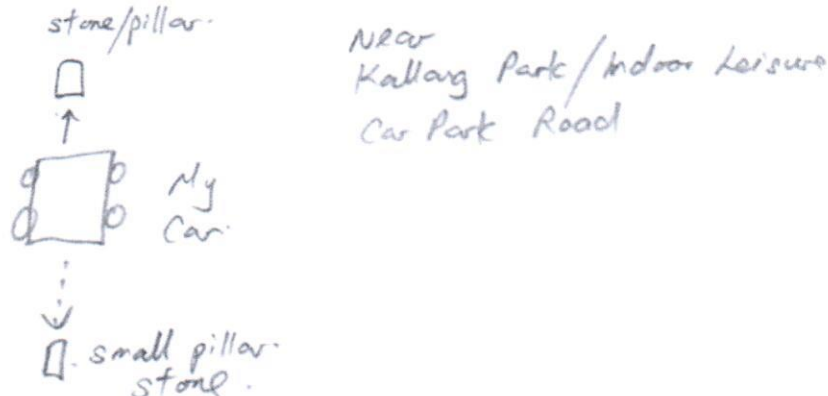 stone/pillar.
Near
Kallang Park/Indoor Leisure
Car Park Road
My
Car.
small pillar.
stone.